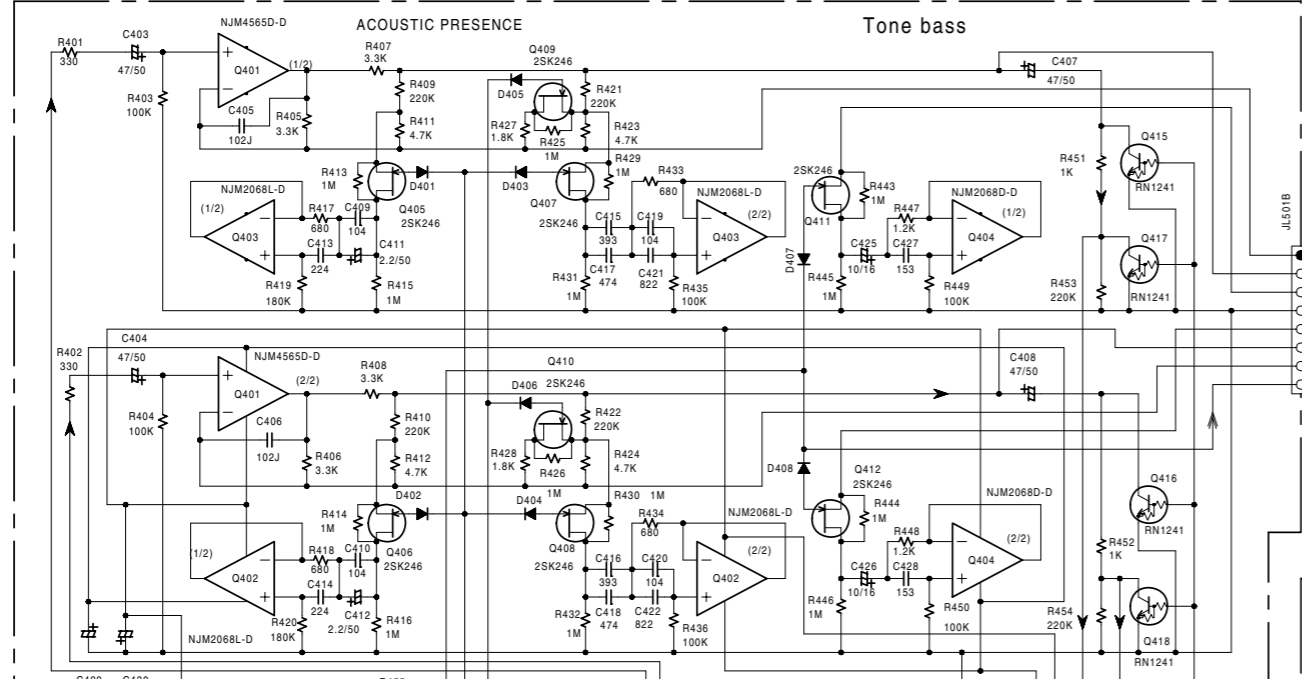 NJM4565D-D
ACOUSTIC PRESENCE
Tone bass
R401
330
C403
47/50
+
−
Q401
(1/2)
R403
100K
C405
102J
R405
3.3K
R407
3.3K
R409
220K
R411
4.7K
Q409
2SK246
D405
R421
220K
R427
1.8K
R425
1M
R423
4.7K
R429
1M
C407
47/50
Q415
RN1241
R451
1K
R413
1M
D401
D403
Q405
2SK246
Q407
2SK246
NJM2068L-D
(1/2)
Q403
R417
680
C409
104
C413
224
C411
2.2/50
R419
180K
R415
1M
R433
680
NJM2068L-D
(2/2)
Q403
C415
393
C419
104
C417
474
C421
822
R431
1M
R435
100K
2SK246
Q411
R443
1M
D407
R447
1.2K
NJM2068D-D
(1/2)
Q404
C425
10/16
C427
153
R445
1M
R449
100K
Q417
RN1241
R453
220K
JL501B
R402
330
C404
47/50
NJM4565D-D
(2/2)
Q401
R404
100K
C406
102J
R406
3.3K
R408
3.3K
R410
220K
R412
4.7K
Q410
2SK246
D406
R422
220K
R428
1.8K
R426
1M
R424
4.7K
R430
1M
C408
47/50
D408
Q412
2SK246
R444
1M
D402
D404
R414
1M
Q406
2SK246
Q408
2SK246
(1/2)
Q402
NJM2068L-D
R418
680
C410
104
C414
224
C412
2.2/50
R420
180K
R416
1M
R434
680
NJM2068L-D
(2/2)
Q402
C416
393
C420
104
C418
474
C422
822
R432
1M
R436
100K
R448
1.2K
NJM2068D-D
(2/2)
Q404
C426
10/16
C428
153
R446
1M
R450
100K
Q416
RN1241
R452
1K
R454
220K
Q418
RN1241